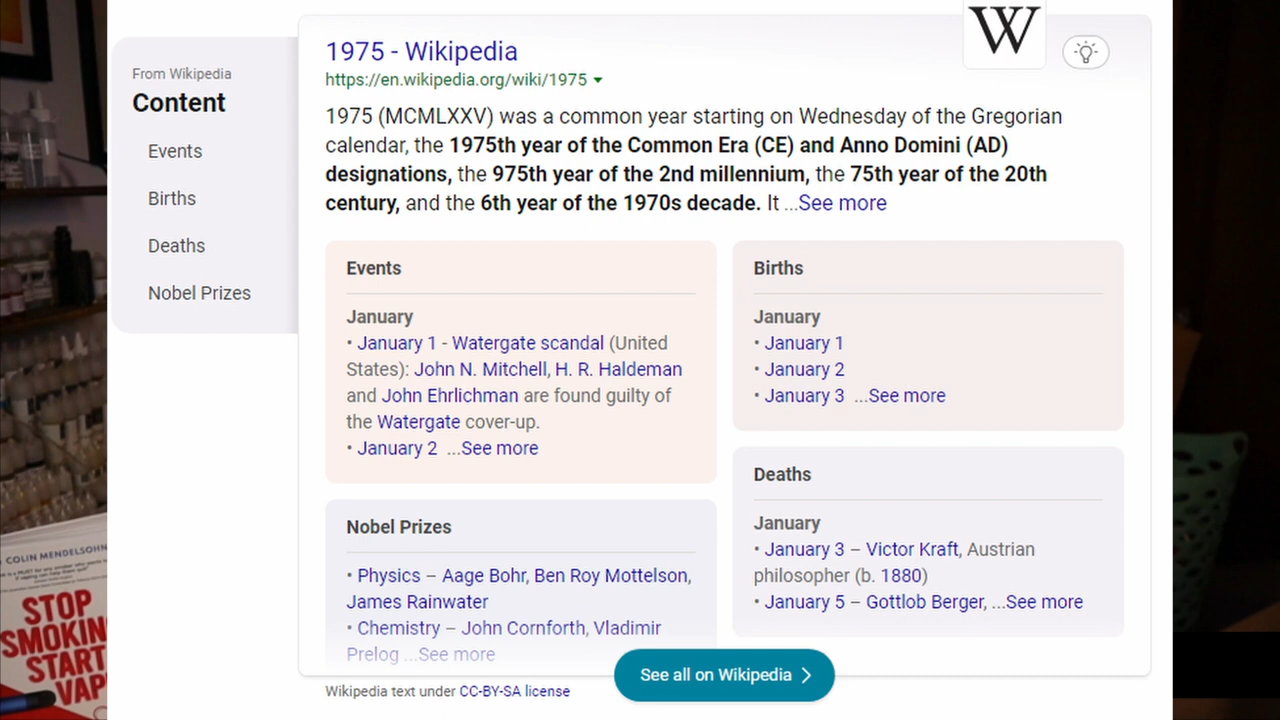 From Wikipedia
Content
Events
Births
Deaths
Nobel Prizes
W
1975 - Wikipedia
https://en.wikipedia.org/wiki/1975
1975 (MCMLXXV) was a common year starting on Wednesday of the Gregorian
calendar, the 1975th year of the Common Era (CE) and Anno Domini (AD)
designations, the 975th year of the 2nd millennium, the 75th year of the 20th
century, and the 6th year of the 1970s decade. It ...See more
Events
January
• January 1 - Watergate scandal (United
States): John N. Mitchell, H. R. Haldeman
and John Ehrlichman are found guilty of
the Watergate cover-up.
• January 2 ...See more
Nobel Prizes
• Physics – Aage Bohr, Ben Roy Mottelson,
James Rainwater
• Chemistry – John Cornforth, Vladimir
Prelog ...See more
Births
January
• January 1
• January 2
• January 3 ...See more
Deaths
January
• January 3 – Victor Kraft, Austrian
philosopher (b. 1880)
• January 5 – Gottlob Berger, ...See more
See all on Wikipedia
Wikipedia text under CC-BY-SA license
COLIN MENDELSOHN
STOP
SMOKING
START
VAP